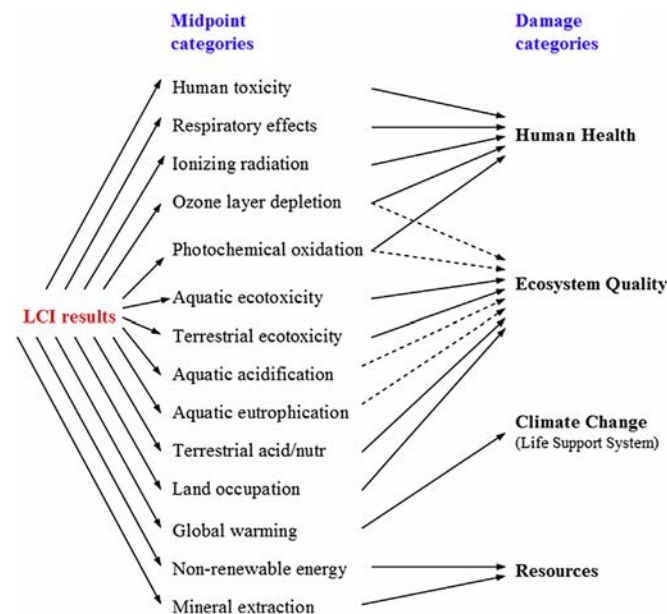 Midpoint
categories
Damage
categories
Human toxicity
Respiratory effects
Human Health
Ionizing radiation
Ozone layer depletion
Photochemical oxidation
Ecosystem Quality
Aquatic ecotoxicity
LCI results
Terrestrial ecotoxicity
Aquatic acidification
Aquatic eutrophication
Climate Change
(Life Support System)
Terrestrial acid/nutr
Land occupation
Global warming
Non-renewable energy
Resources
Mineral extraction